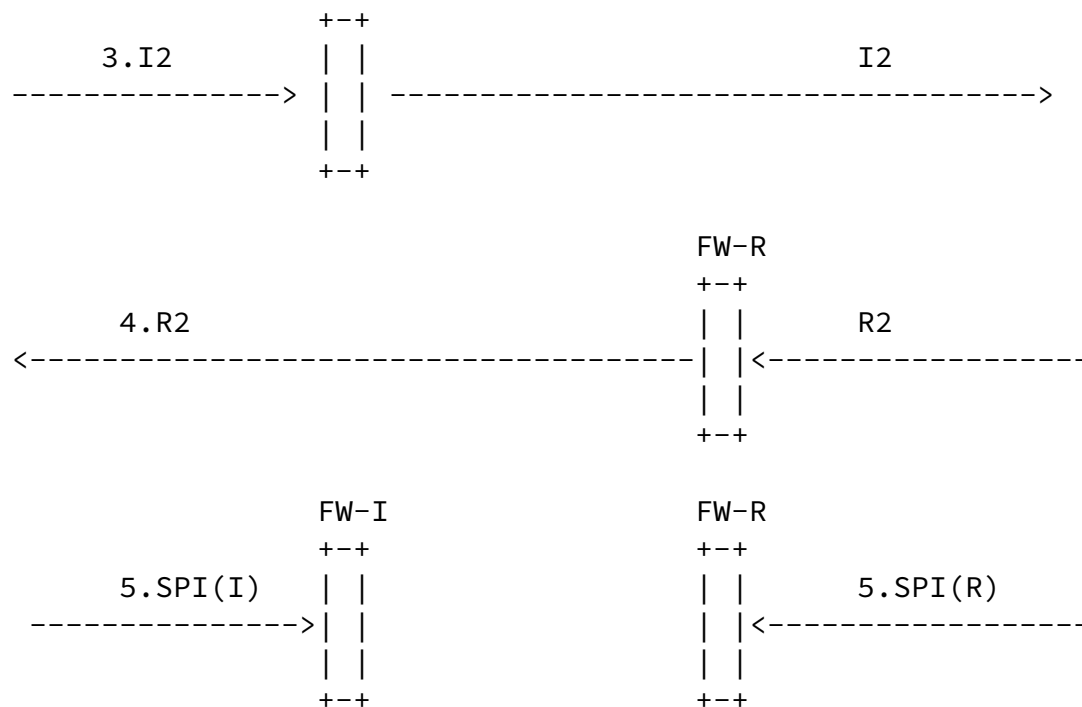 3.I2 I2
FW-R
4.R2 R2
FW-I FW-R
5.SPI(I) 5.SPI(R)